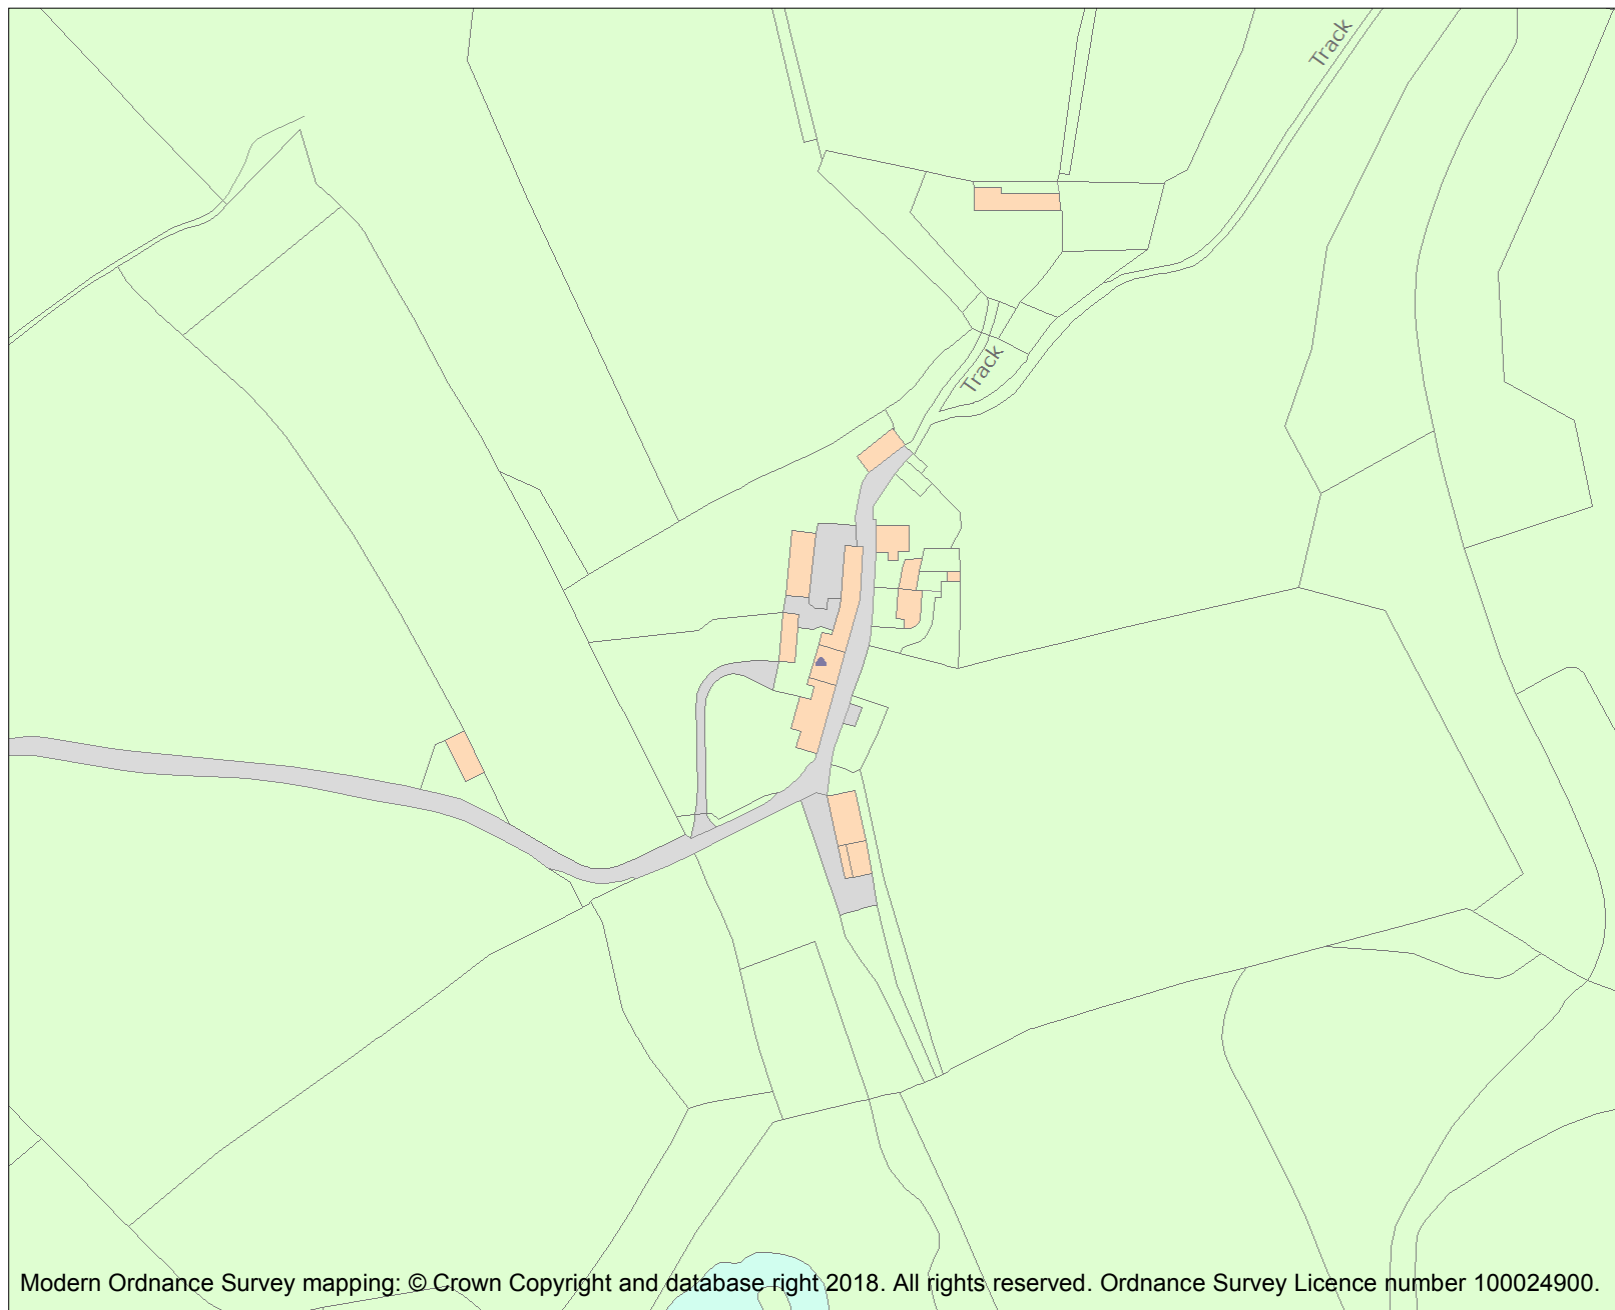 Track
Track
Modern Ordnance Survey mapping: © Crown Copyright and database right 2018. All rights reserved. Ordnance Survey Licence number 100024900.